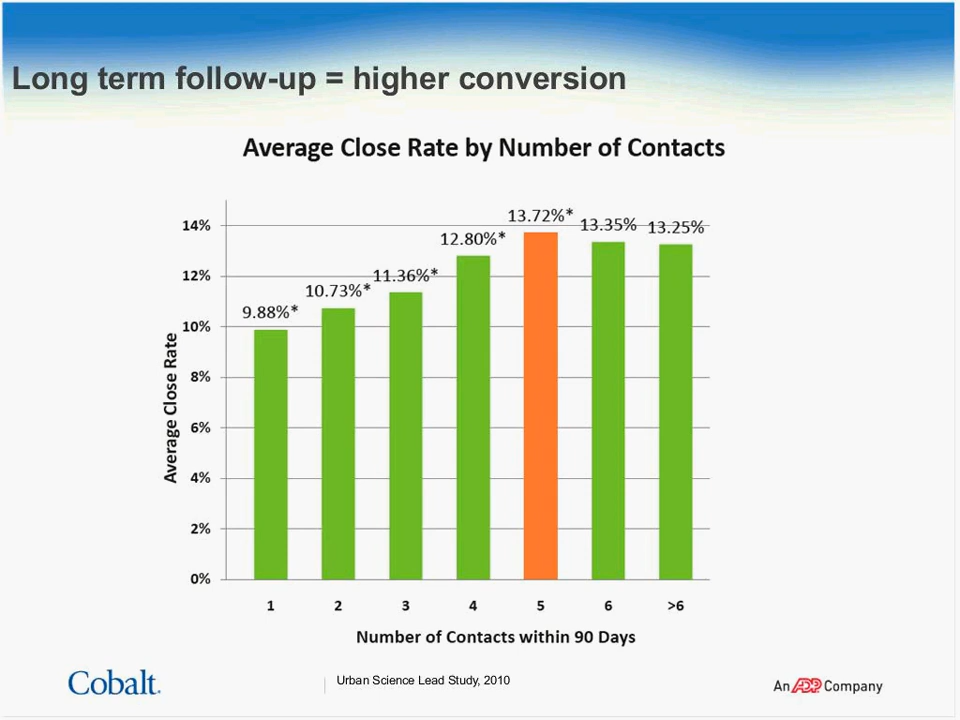 Long term follow-up = higher conversion
Average Close Rate by Number of Contacts
Average Close Rate
14%
12%
10%
8%
6%
4%
2%
0%
9.88%*
10.73%*
11.36%*
12.80%*
13.72%*
13.35%
13.25%
1 2 3 4 5 6 >6
Number of Contacts within 90 Days
Cobalt.
Urban Science Lead Study, 2010
An ADP Company